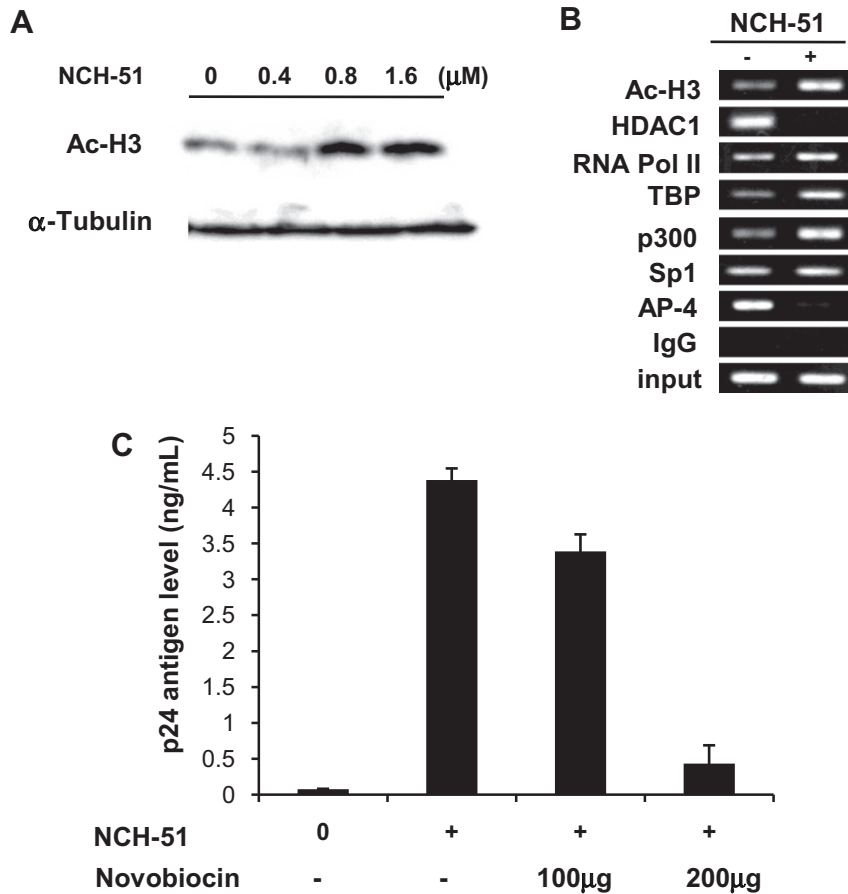 A
NCH-51 0 0.4 0.8 1.6 (μM)
Ac-H3
α-Tubulin
B
NCH-51
- +
Ac-H3
HDAC1
RNA Pol II
TBP
p300
Sp1
AP-4
IgG
input
C
p24 antigen level (ng/mL)
5
4.5
4
3.5
3
2.5
2
1.5
1
0.5
0
NCH-51 0 + + +
Novobiocin - - 100μg 200μg